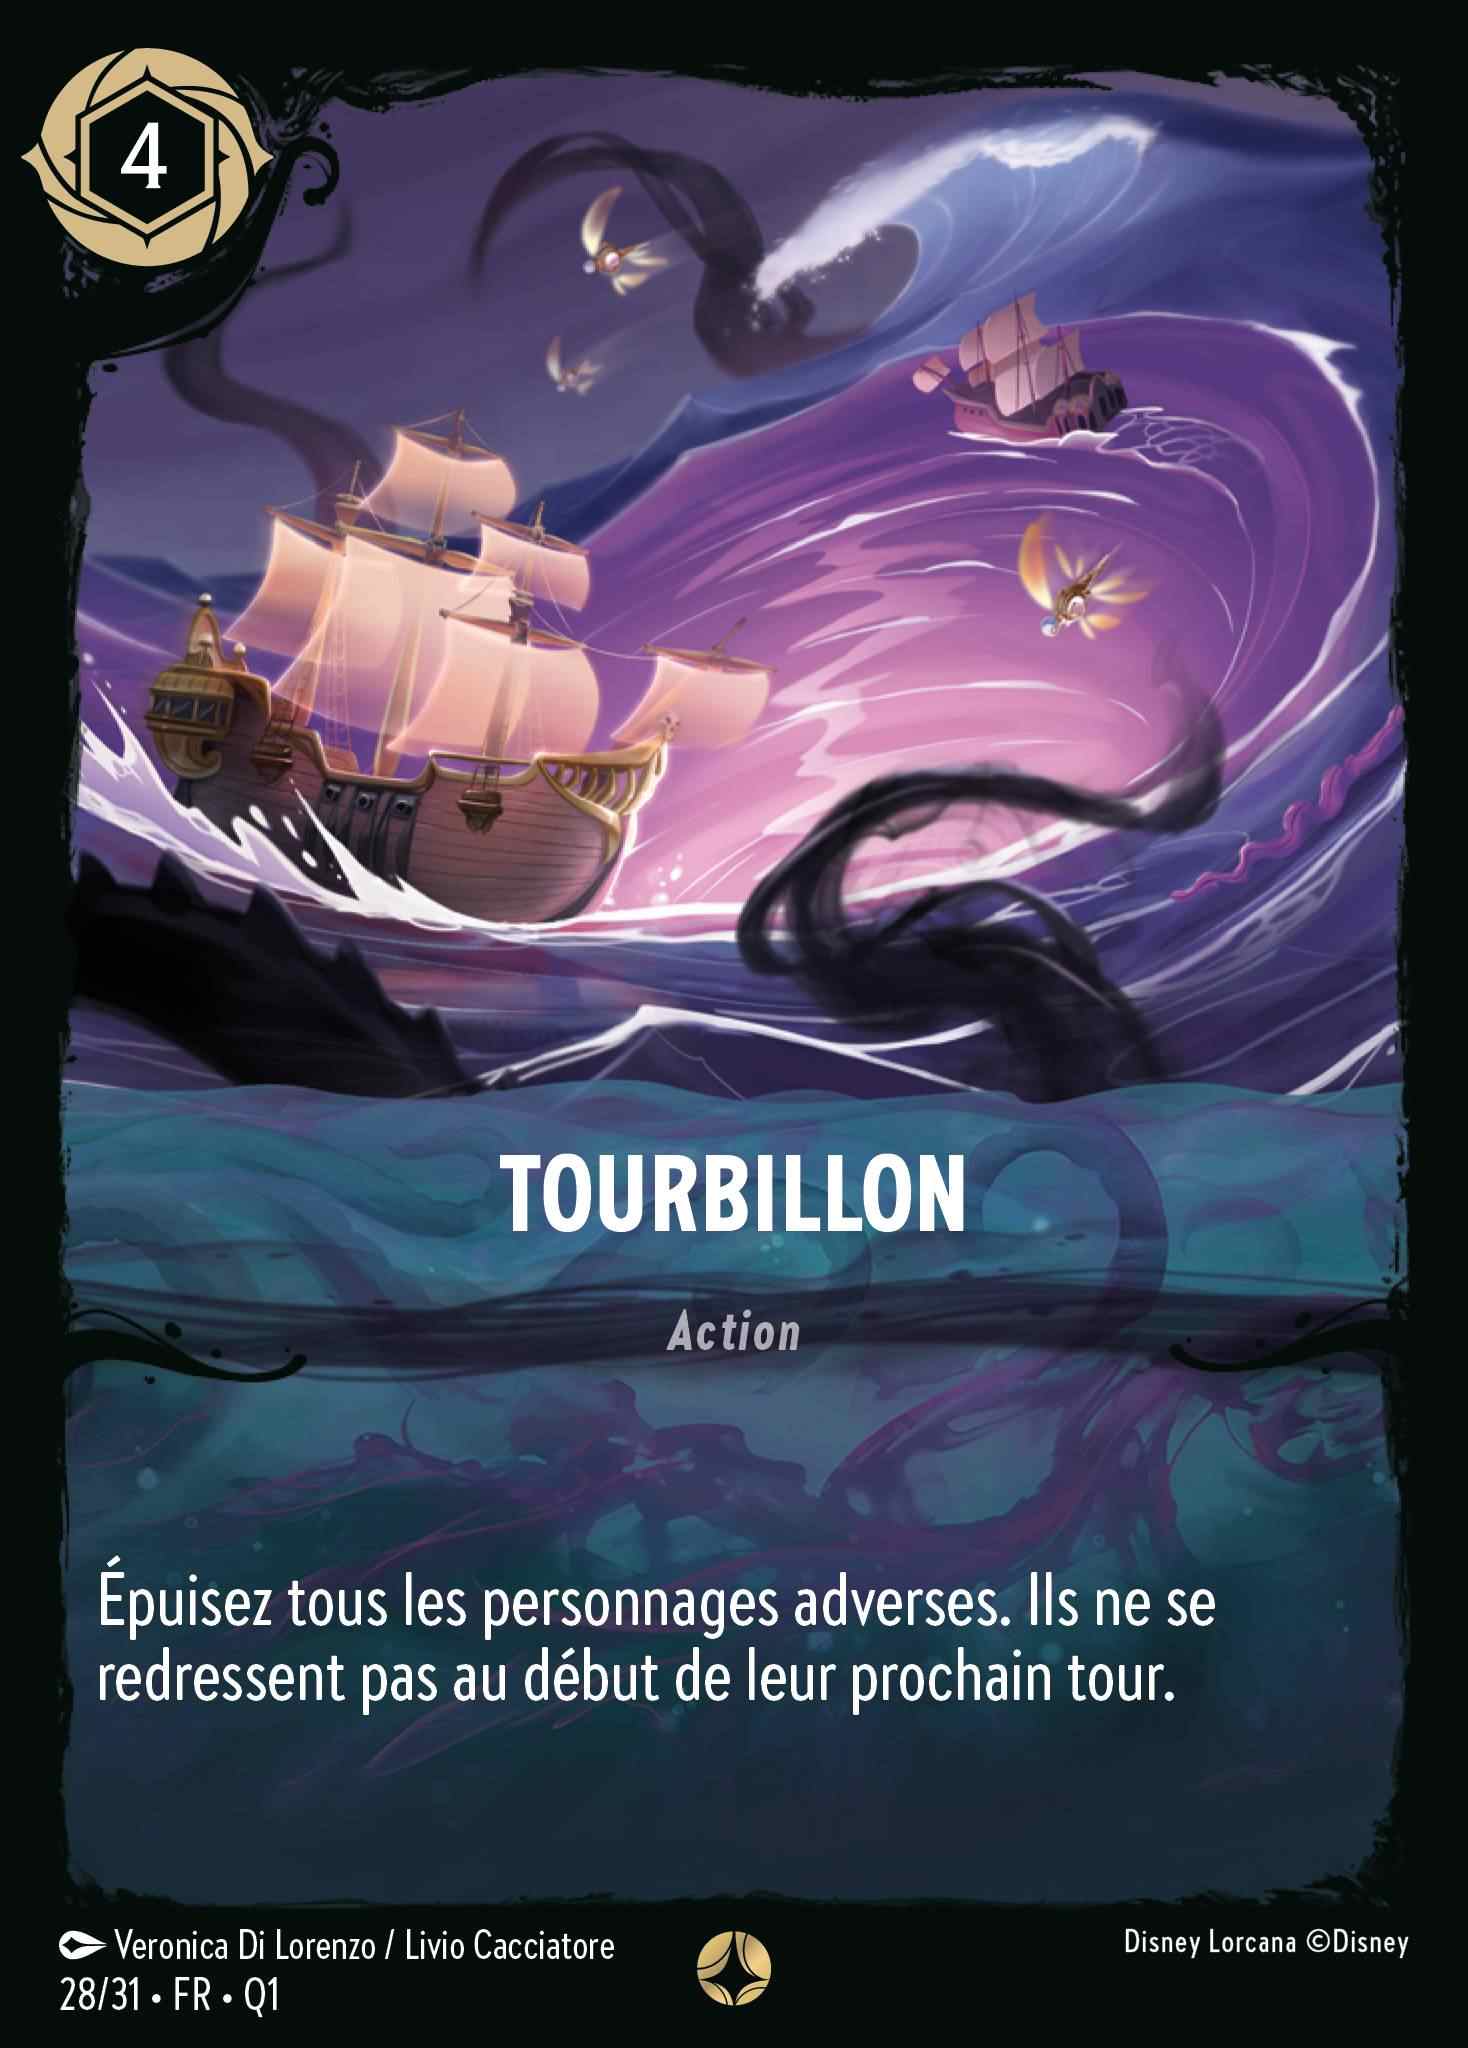 4
TOURBILLON
Action
Épuisez tous les personnages adverses. Ils ne se
redressent pas au début de leur prochain tour.
Veronica Di Lorenzo / Livio Cacciatore
Disney Lorcana ©Disney
28/31 • FR • Q1